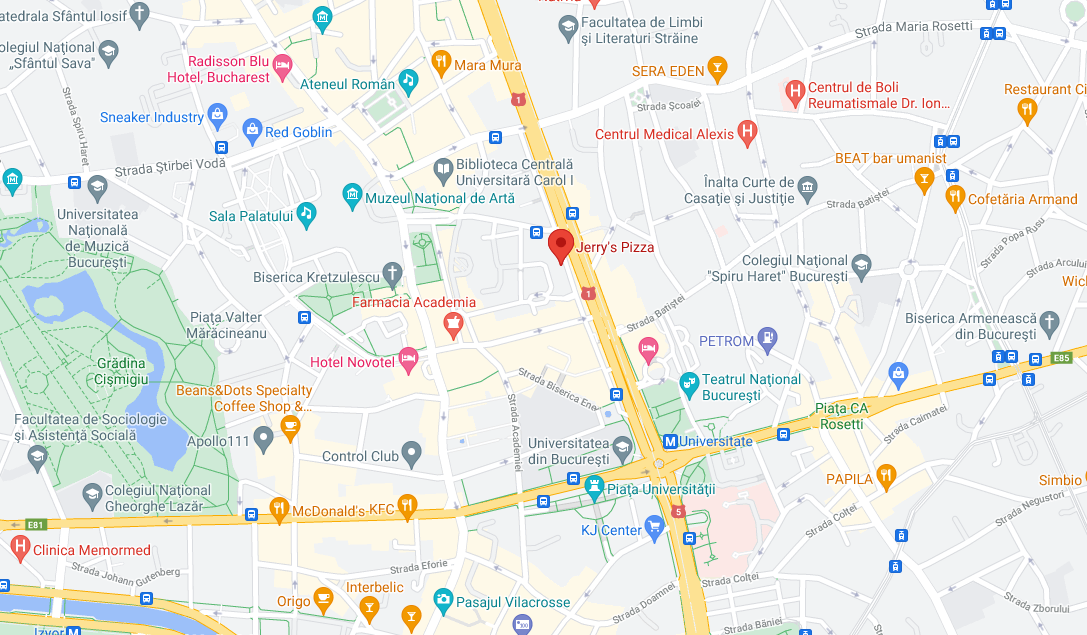 atedrala Sfântul Iosif
Facultatea de Limbi
și Literaturi Străine
Strada Maria Rosetti
olegiul Național
„Sfântul Sava”
Radisson Blu
Hotel, Bucharest
Mara Mura
SERA EDEN
Ateneul Român
Centrul de Boli
Reumatismale Dr. Ion...
Restaurant Ci
Strada Spiru Haret
1
Strada Școalei
Sneaker Industry
Red Goblin
Centrul Medical Alexis
Strada Știrbei Vodă
Biblioteca Centrală
Universitară Carol I
BEAT bar umanist
Înalta Curte de
Casație și Justiție
Muzeul Național de Artă
Strada Batiștei
Cofetăria Armand
Universitatea
Națională
de Muzică
București
Sala Palatului
Strada Popa Rusu
Jerry's Pizza
Colegiul Național
"Spiru Haret" București
Strada Arcului
Biserica Kretzulescu
Wick
1
Farmacia Academia
Strada Batiștei
Piața Valter
Mărăcineanu
Biserica Armenească
din București
PETROM
Hotel Novotel
E85
Grădina
Cișmigiu
Strada Biserica Ene
Teatrul Național
București
Beans&Dots Specialty
Coffee Shop &...
Strada Academiei
Piața CA
Rosetti
Strada Caimatei
Facultatea de Sociologie
și Asistență Socială
Apollo111
Control Club
Universitatea
din București
M
Universitate
PAPILA
Simbio
Colegiul Național
Gheorghe Lazăr
Piața Universității
Strada Negustori
McDonald's
KFC
5
Strada Colței
E81
KJ Center
Clinica Memormed
Strada Johann Gutenberg
Strada Eforie
Strada Colței
Interbelic
Origo
Pasajul Vilacrosse
Strada Doamnei
Strada Zborului
Strada Băniei
Izvor
M